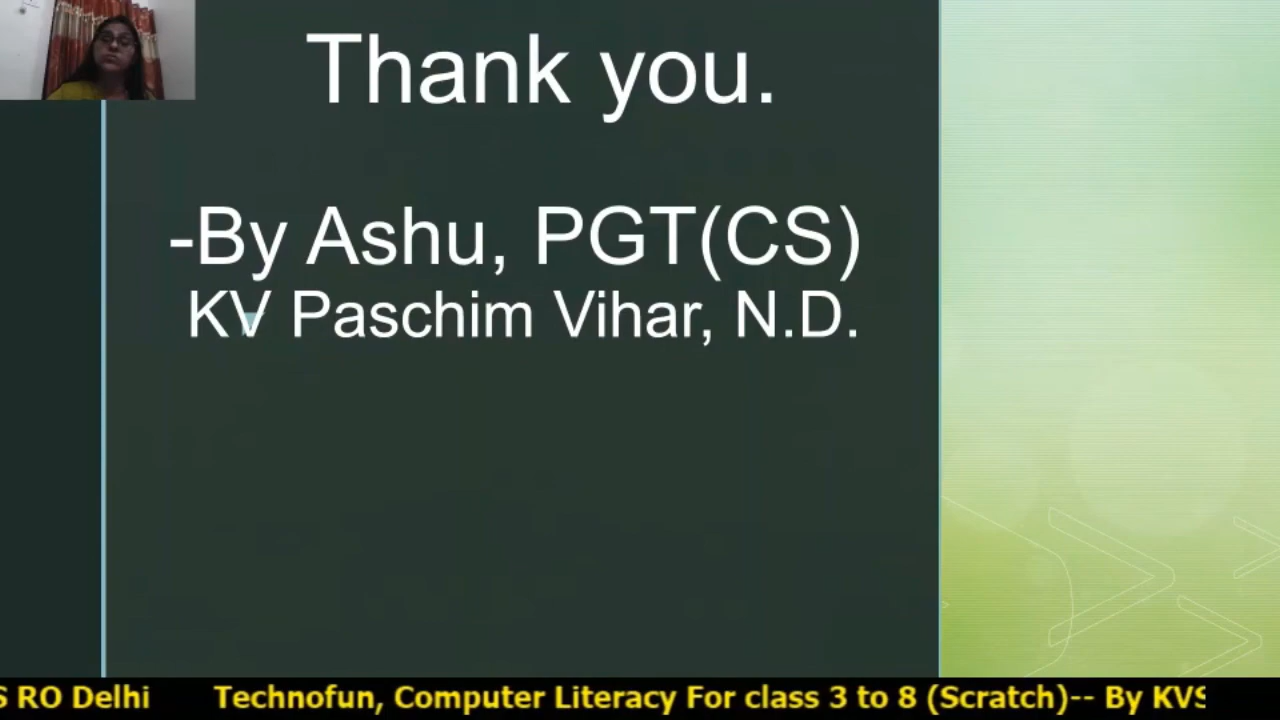 Thank you.
-By Ashu, PGT(CS)
KV Paschim Vihar, N.D.
S RO Delhi Technofun, Computer Literacy For class 3 to 8 (Scratch)-- By KVS